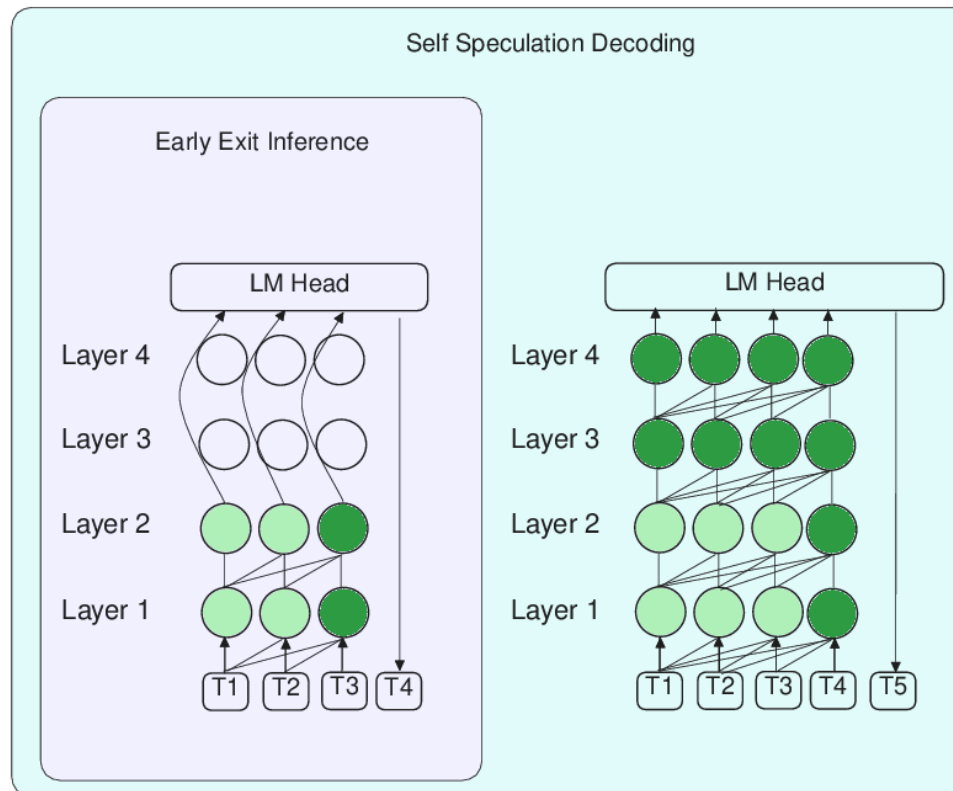 Self Speculation Decoding
Early Exit Inference
LM Head
Layer 4
Layer 3
Layer 2
Layer 1
T1 T2 T3 T4
LM Head
Layer 4
Layer 3
Layer 2
Layer 1
T1 T2 T3 T4 T5